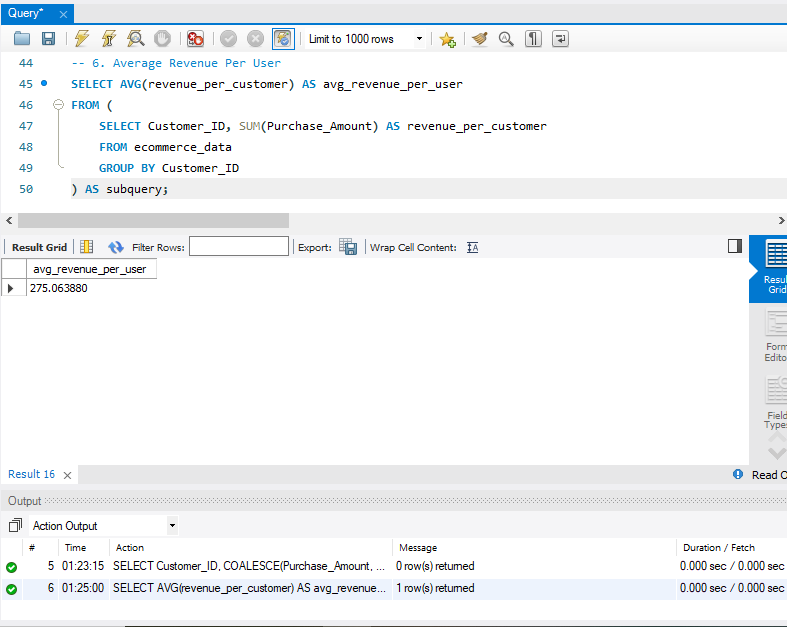 Query*
Limit to 1000 rows
44 -- 6. Average Revenue Per User
45 SELECT AVG(revenue_per_customer) AS avg_revenue_per_user
46 FROM (
47 SELECT Customer_ID, SUM(Purchase_Amount) AS revenue_per_customer
48 FROM ecommerce_data
49 GROUP BY Customer_ID
50 ) AS subquery;
Result Grid Filter Rows: Export: Wrap Cell Content:
avg_revenue_per_user
275.063880
Resul
Grid
Form
Edito
Field
Types
Result 16 Read O
Output
Action Output
# Time Action Message Duration / Fetch
5 01:23:15 SELECT Customer_ID, COALESCE(Purchase_Amount, ... 0 row(s) returned 0.000 sec / 0.000 sec
6 01:25:00 SELECT AVG(revenue_per_customer) AS avg_revenue... 1 row(s) returned 0.000 sec / 0.000 sec